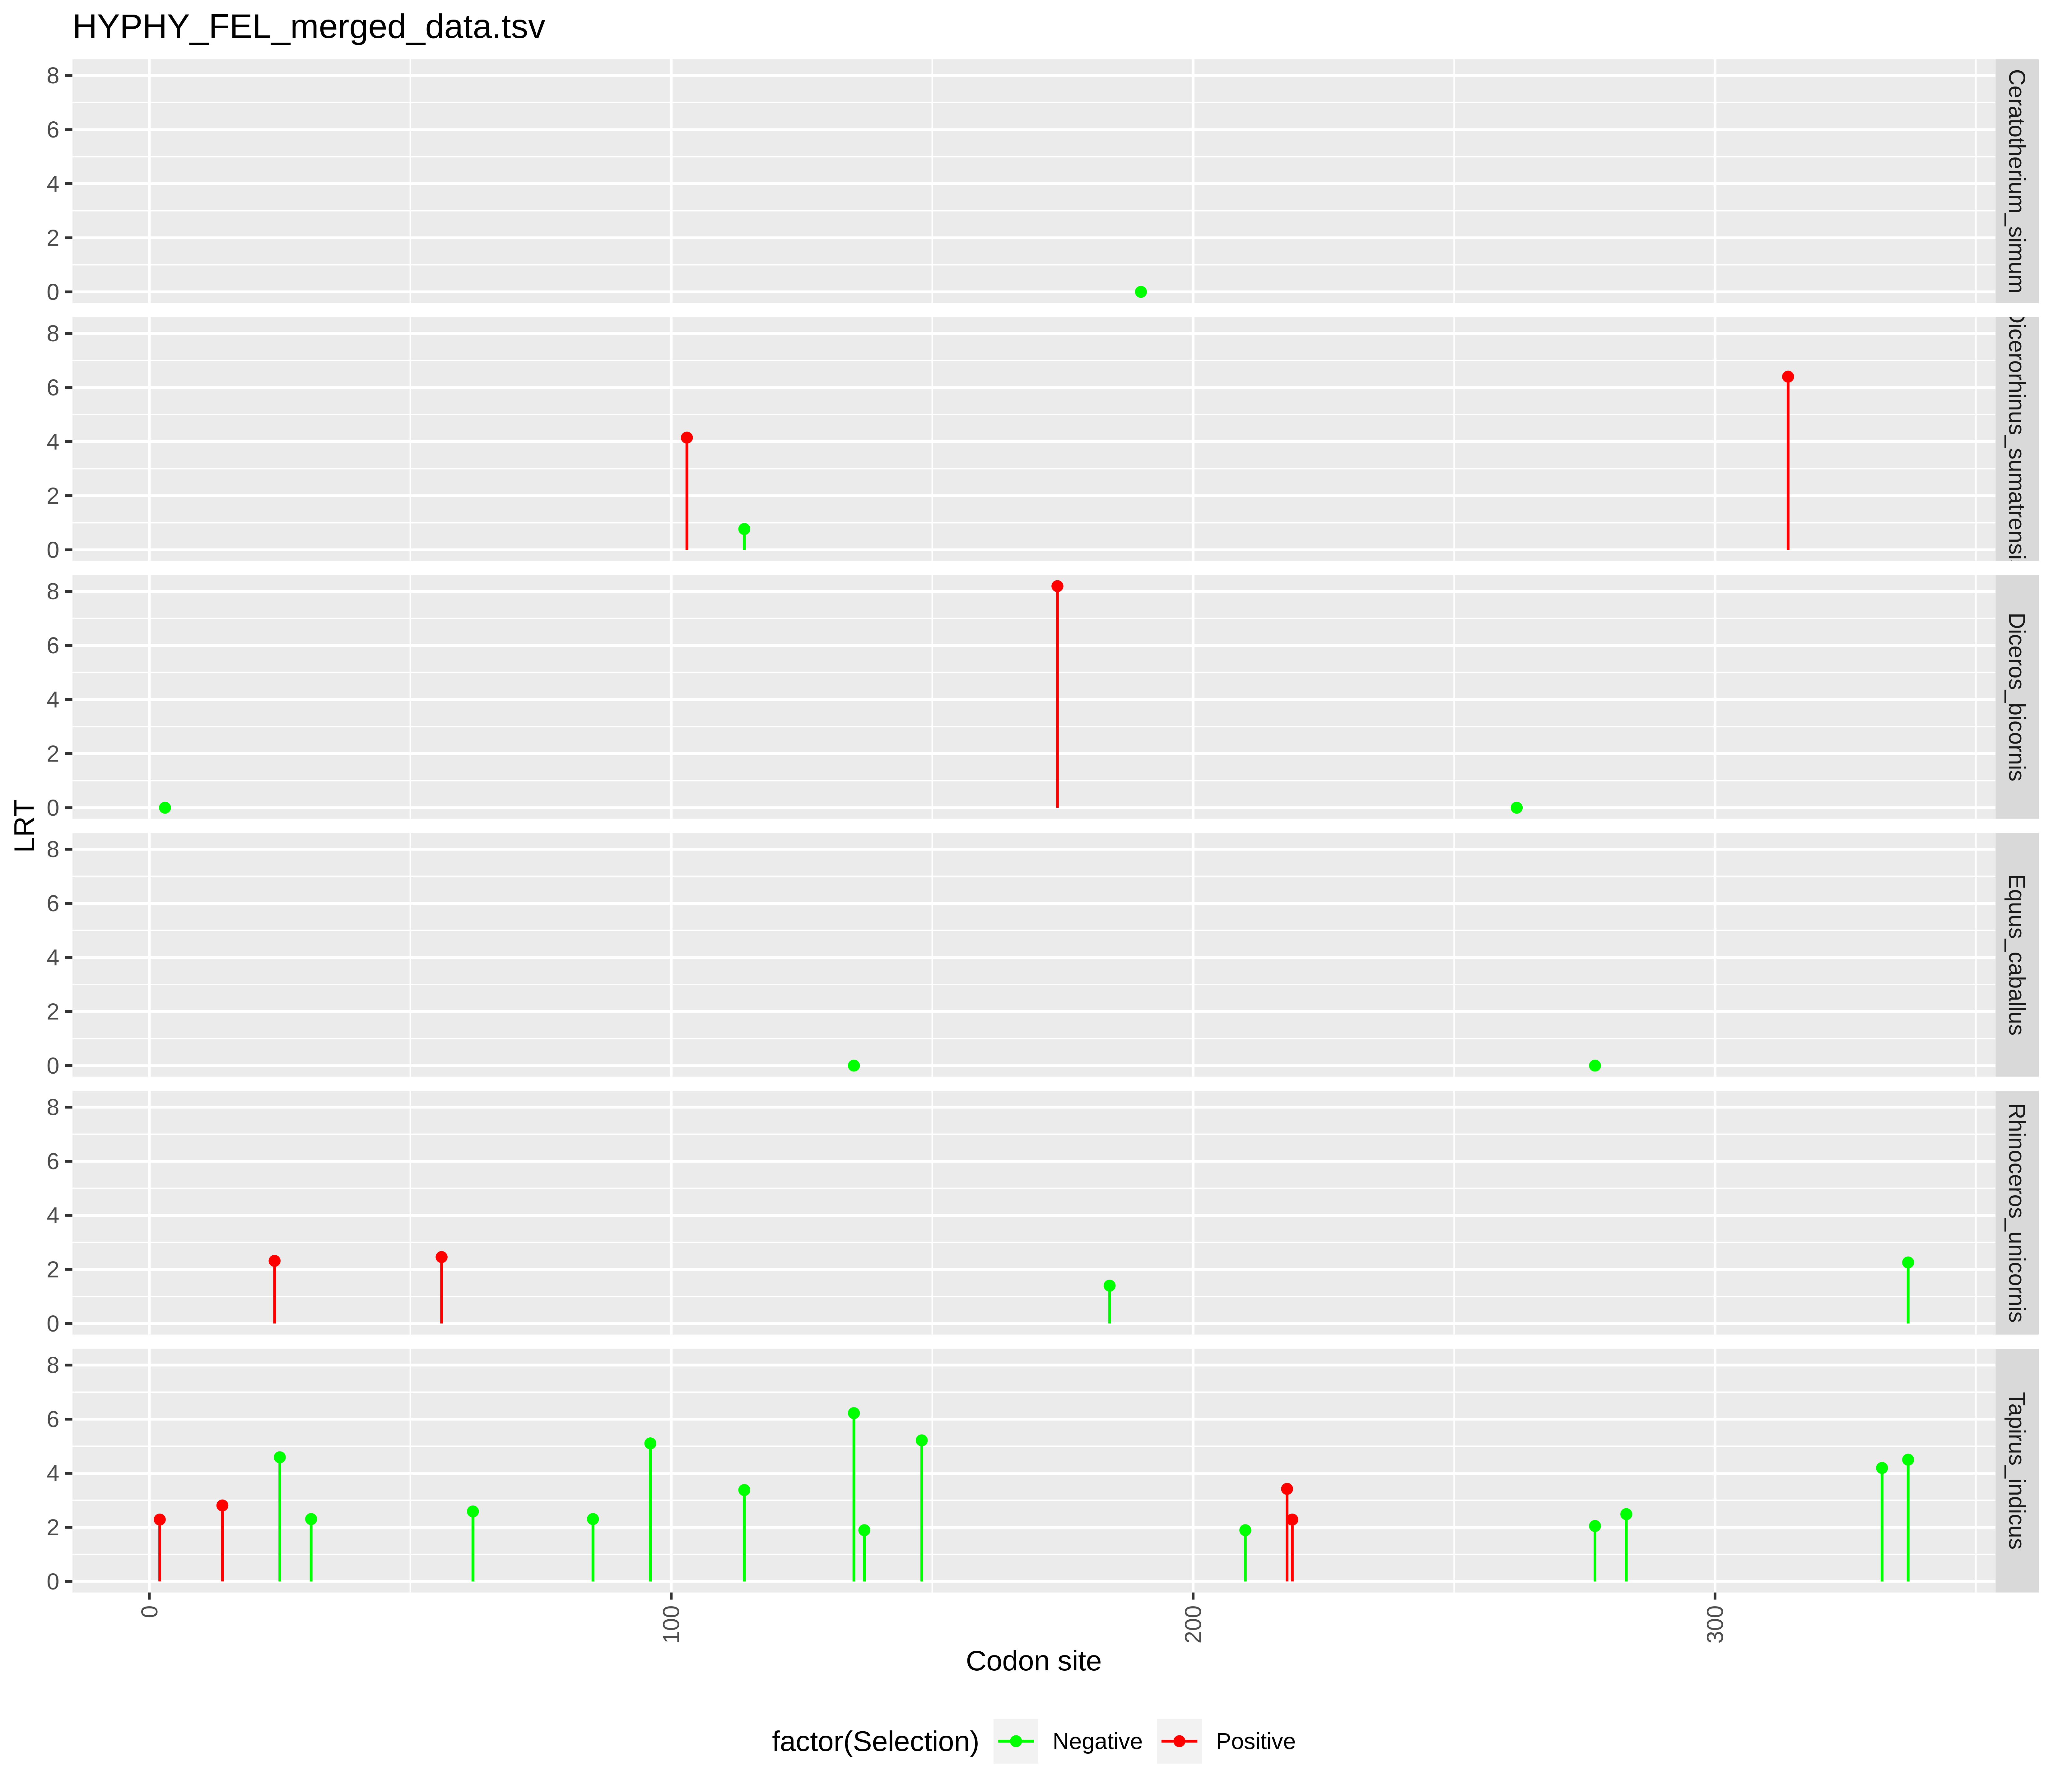 HYPHY_FEL_merged_data.tsv
8
6
4
2
0
Ceratotherium_simum
8
6
4
2
0
Dicerorhinus_sumatrensi
8
6
4
2
0
Diceros_bicornis
LRT
8
6
4
2
0
Equus_caballus
8
6
4
2
0
Rhinoceros_unicornis
8
6
4
2
0
Tapirus_indicus
0 100 200 300
Codon site
factor(Selection) Negative Positive